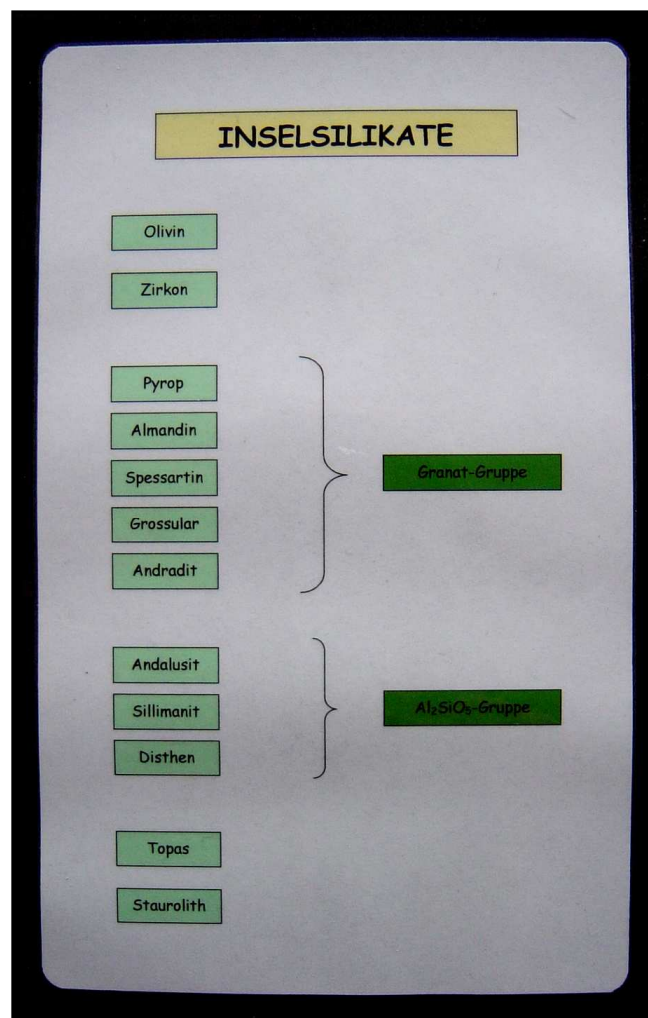 INSELSILIKATE
Olivin
Zirkon
Pyrop
Almandin
Spessartin
Grossular
Andradit
Granat-Gruppe
Andalusit
Sillimanit
Disthen
Al₂SiO₅-Gruppe
Topas
Staurolith